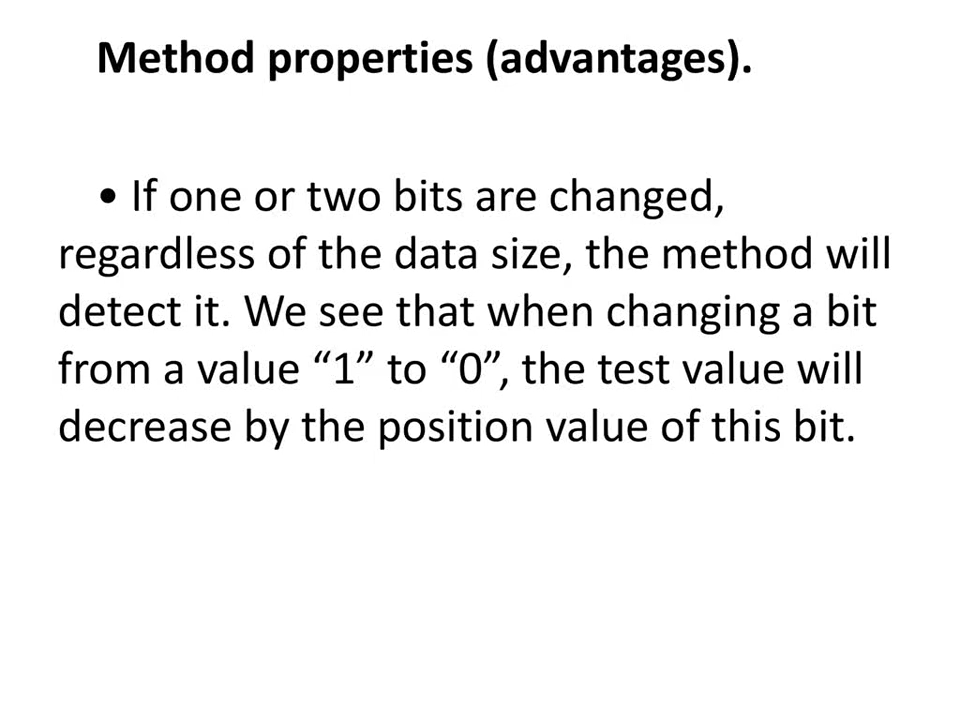 Method properties (advantages).
• If one or two bits are changed,
regardless of the data size, the method will
detect it. We see that when changing a bit
from a value “1” to “0”, the test value will
decrease by the position value of this bit.